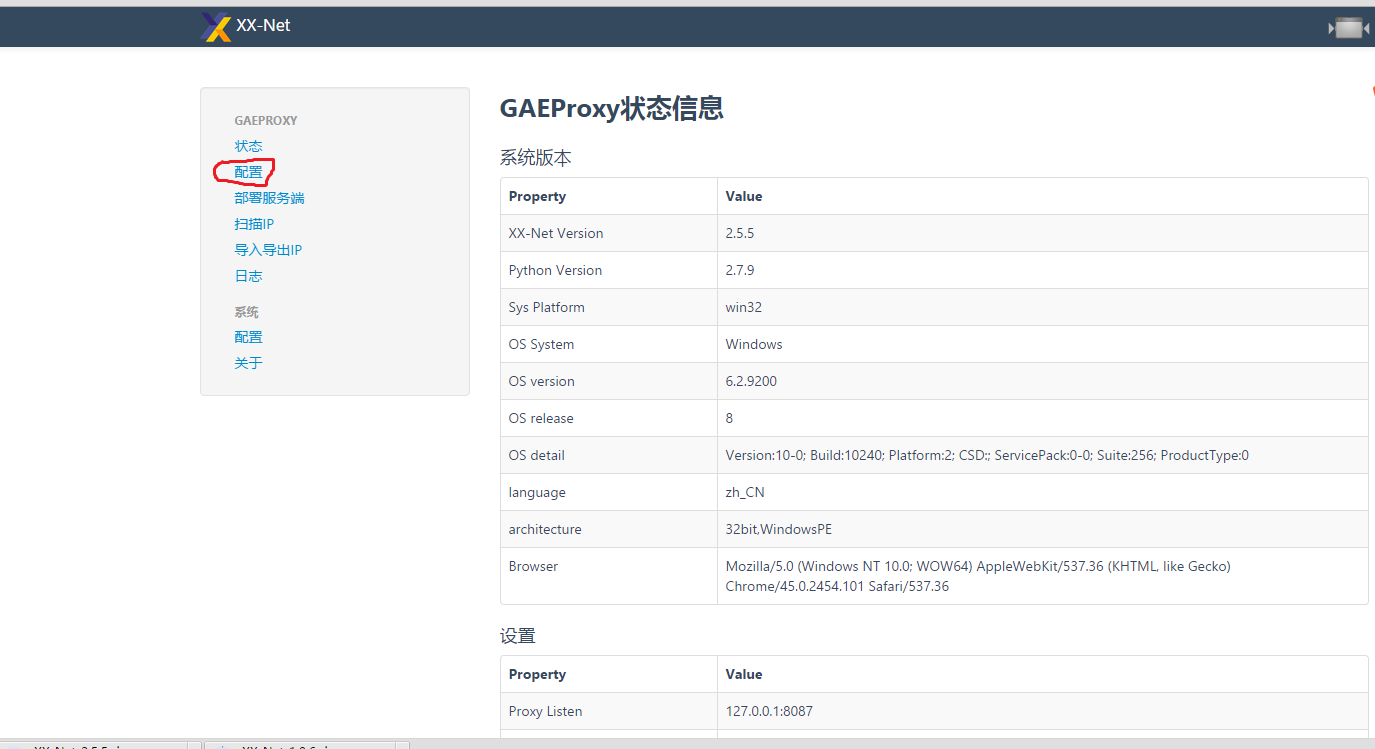 XX-Net
GAEPROXY
状态
配置
部署服务端
扫描IP
导入导出IP
日志
系统
配置
关于
GAEProxy状态信息
系统版本
Property Value
XX-Net Version 2.5.5
Python Version 2.7.9
Sys Platform win32
OS System Windows
OS version 6.2.9200
OS release 8
OS detail Version:10-0; Build:10240; Platform:2; CSD:; ServicePack:0-0; Suite:256; ProductType:0
language zh_CN
architecture 32bit,WindowsPE
Browser Mozilla/5.0 (Windows NT 10.0; WOW64) AppleWebKit/537.36 (KHTML, like Gecko)
Chrome/45.0.2454.101 Safari/537.36
设置
Property Value
Proxy Listen 127.0.0.1:8087